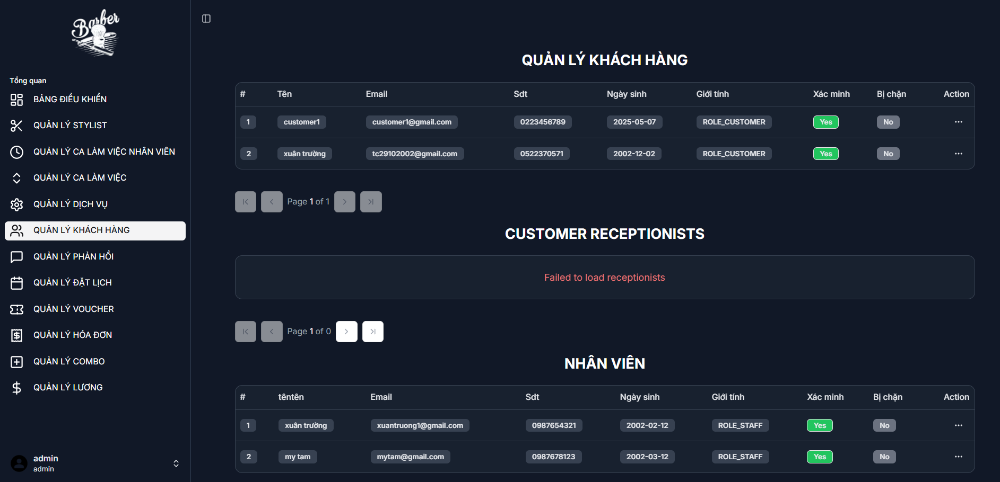 Barber
Tổng quan
BẢNG ĐIỀU KHIỂN
QUẢN LÝ STYLIST
QUẢN LÝ CA LÀM VIỆC NHÂN VIÊN
QUẢN LÝ CA LÀM VIỆC
QUẢN LÝ DỊCH VỤ
QUẢN LÝ KHÁCH HÀNG
QUẢN LÝ PHẢN HỒI
QUẢN LÝ ĐẶT LỊCH
QUẢN LÝ VOUCHER
QUẢN LÝ HÓA ĐƠN
QUẢN LÝ COMBO
QUẢN LÝ LƯƠNG
admin
admin
QUẢN LÝ KHÁCH HÀNG
# Tên Email Sdt Ngày sinh Giới tính Xác minh Bị chặn Action
1 customer1 customer1@gmail.com 0223456789 2025-05-07 ROLE_CUSTOMER Yes No ...
2 xuân trường tc29102002@gmail.com 0522370571 2002-12-02 ROLE_CUSTOMER Yes No ...
Page 1 of 1
CUSTOMER RECEPTIONISTS
Failed to load receptionists
Page 1 of 0
NHÂN VIÊN
# têntên Email Sdt Ngày sinh Giới tính Xác minh Bị chặn Action
1 xuân trường xuantruong1@gmail.com 0987654321 2002-02-12 ROLE_STAFF Yes No ...
2 my tam mytam@gmail.com 0987678123 2002-03-12 ROLE_STAFF Yes No ...